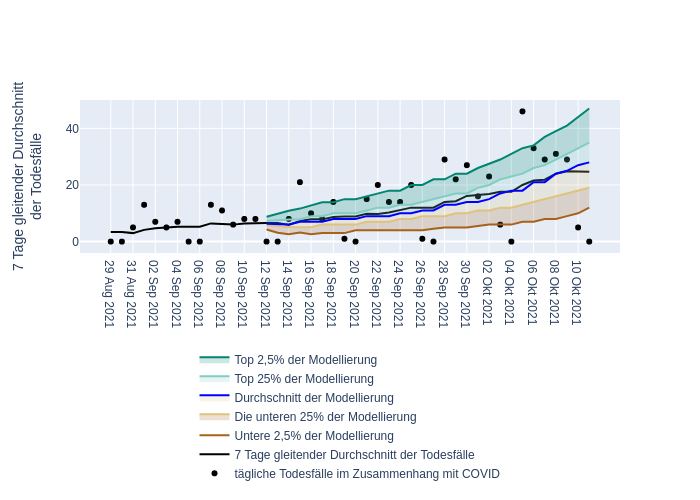 7 Tage gleitender Durchschnitt
der Todesfälle
40
20
0
29 Aug 2021
31 Aug 2021
02 Sep 2021
04 Sep 2021
06 Sep 2021
08 Sep 2021
10 Sep 2021
12 Sep 2021
14 Sep 2021
16 Sep 2021
18 Sep 2021
20 Sep 2021
22 Sep 2021
24 Sep 2021
26 Sep 2021
28 Sep 2021
30 Sep 2021
02 Okt 2021
04 Okt 2021
06 Okt 2021
08 Okt 2021
10 Okt 2021
Top 2,5% der Modellierung
Top 25% der Modellierung
Durchschnitt der Modellierung
Die unteren 25% der Modellierung
Untere 2,5% der Modellierung
7 Tage gleitender Durchschnitt der Todesfälle
tägliche Todesfälle im Zusammenhang mit COVID